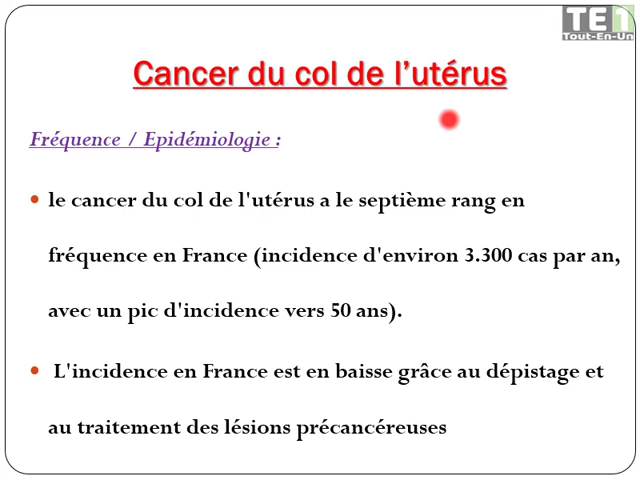 TE1
Tout-En-Un
Cancer du col de l’utérus
Fréquence / Epidémiologie :
• le cancer du col de l'utérus a le septième rang en
fréquence en France (incidence d'environ 3.300 cas par an,
avec un pic d'incidence vers 50 ans).
• L'incidence en France est en baisse grâce au dépistage et
au traitement des lésions précancéreuses